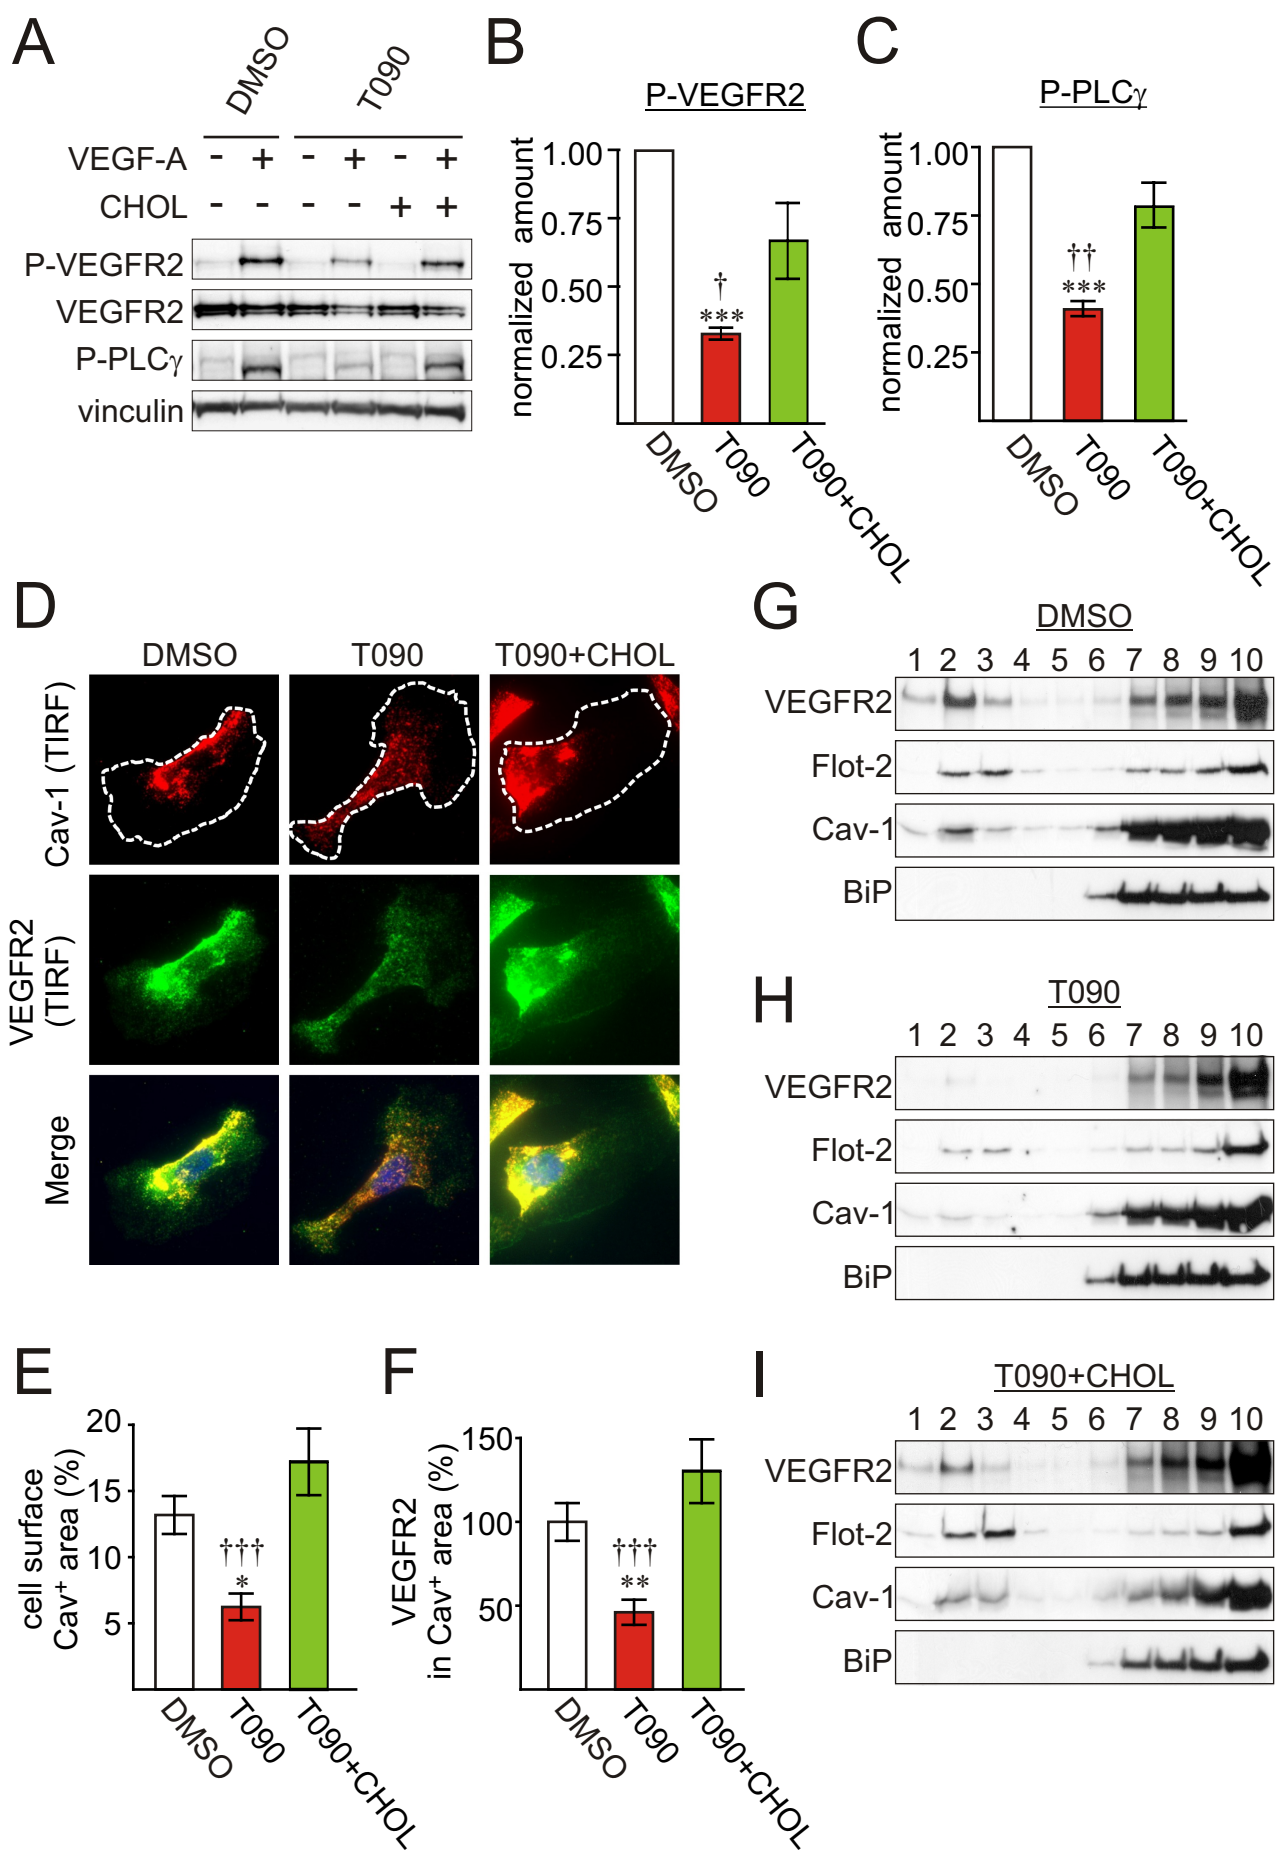 A
DMSO
T090
VEGF-A - + - + - +
CHOL - - - - + +
P-VEGFR2
VEGFR2
P-PLCγ
vinculin
B
P-VEGFR2
normalized amount
1.00
0.75
0.50
0.25
†
***
DMSO
T090
T090+CHOL
C
P-PLCγ
normalized amount
1.00
0.75
0.50
0.25
††
***
DMSO
T090
T090+CHOL
D
DMSO
T090
T090+CHOL
Cav-1 (TIRF)
VEGFR2
(TIRF)
Merge
E
cell surface
Cav⁺ area (%)
20
15
10
5
†††
*
DMSO
T090
T090+CHOL
F
VEGFR2
in Cav⁺ area (%)
150
100
50
†††
**
DMSO
T090
T090+CHOL
G
DMSO
1 2 3 4 5 6 7 8 9 10
VEGFR2
Flot-2
Cav-1
BiP
H
T090
1 2 3 4 5 6 7 8 9 10
VEGFR2
Flot-2
Cav-1
BiP
I
T090+CHOL
1 2 3 4 5 6 7 8 9 10
VEGFR2
Flot-2
Cav-1
BiP